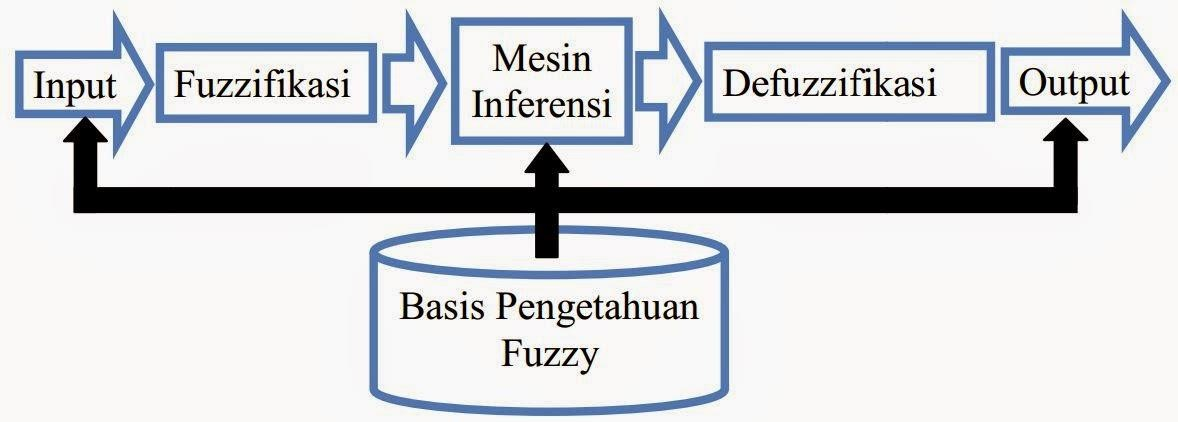 Input
Fuzzifikasi
Mesin
Inferensi
Defuzzifikasi
Output
Basis Pengetahuan
Fuzzy